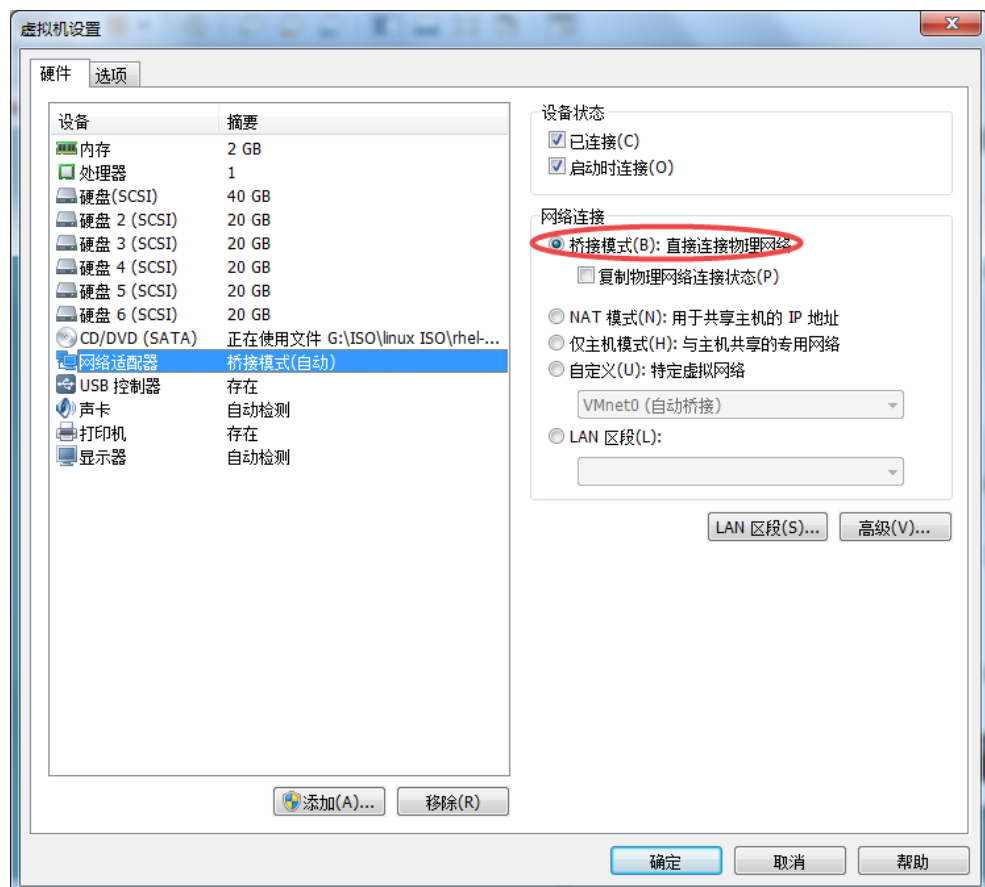 虚拟机设置
硬件 选项
设备 摘要
内存 2 GB
处理器 1
硬盘(SCSI) 40 GB
硬盘 2 (SCSI) 20 GB
硬盘 3 (SCSI) 20 GB
硬盘 4 (SCSI) 20 GB
硬盘 5 (SCSI) 20 GB
硬盘 6 (SCSI) 20 GB
CD/DVD (SATA) 正在使用文件 G:\ISO\linux ISO\rhel-...
网络适配器 桥接模式(自动)
USB 控制器 存在
声卡 自动检测
打印机 存在
显示器 自动检测
添加(A)... 移除(R)
设备状态
已连接(C)
启动时连接(O)
网络连接
桥接模式(B): 直接连接物理网络
复制物理网络连接状态(P)
NAT 模式(N): 用于共享主机的 IP 地址
仅主机模式(H): 与主机共享的专用网络
自定义(U): 特定虚拟网络
VMnet0 (自动桥接)
LAN 区段(L):
LAN 区段(S)... 高级(V)...
确定 取消 帮助